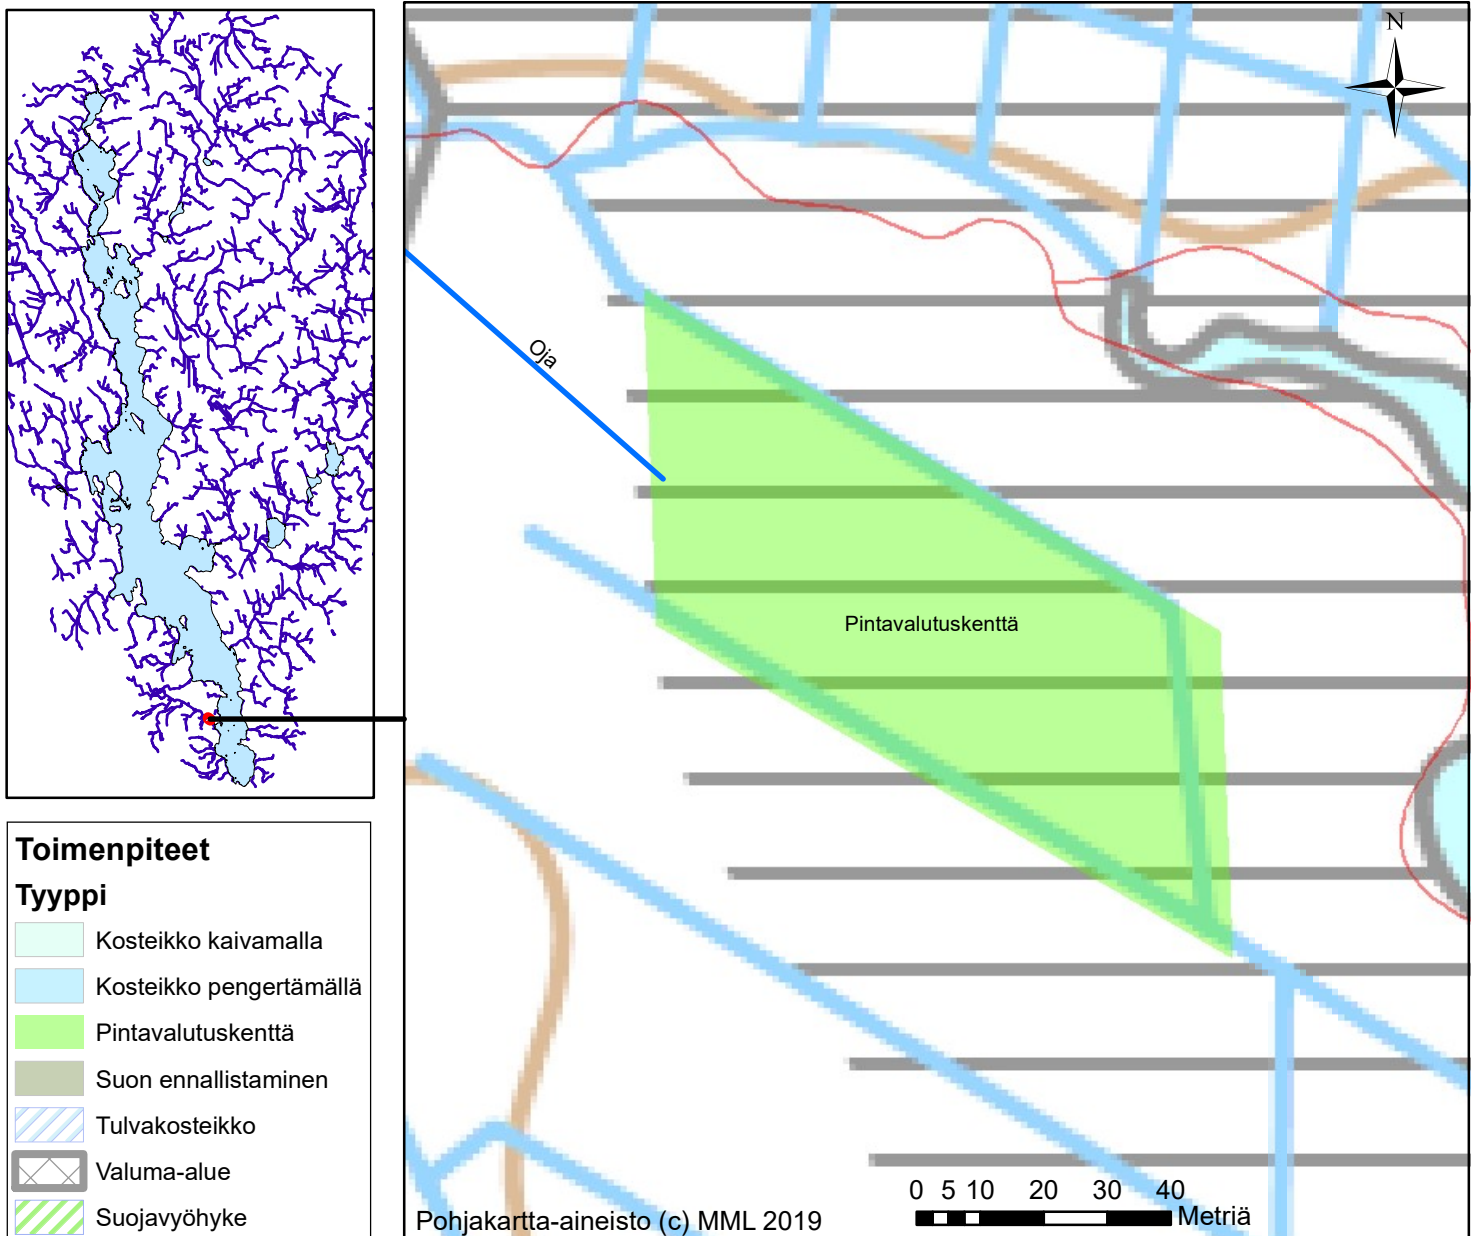 N
Oja
Pintavalutuskenttä
Toimenpiteet
Tyyppi
Kosteikko kaivamalla
Kosteikko pengertämällä
Pintavalutuskenttä
Suon ennallistaminen
Tulvakosteikko
Valuma-alue
Suojavyöhyke
0 5 10 20 30 40
Metriä
Pohjakartta-aineisto (c) MML 2019